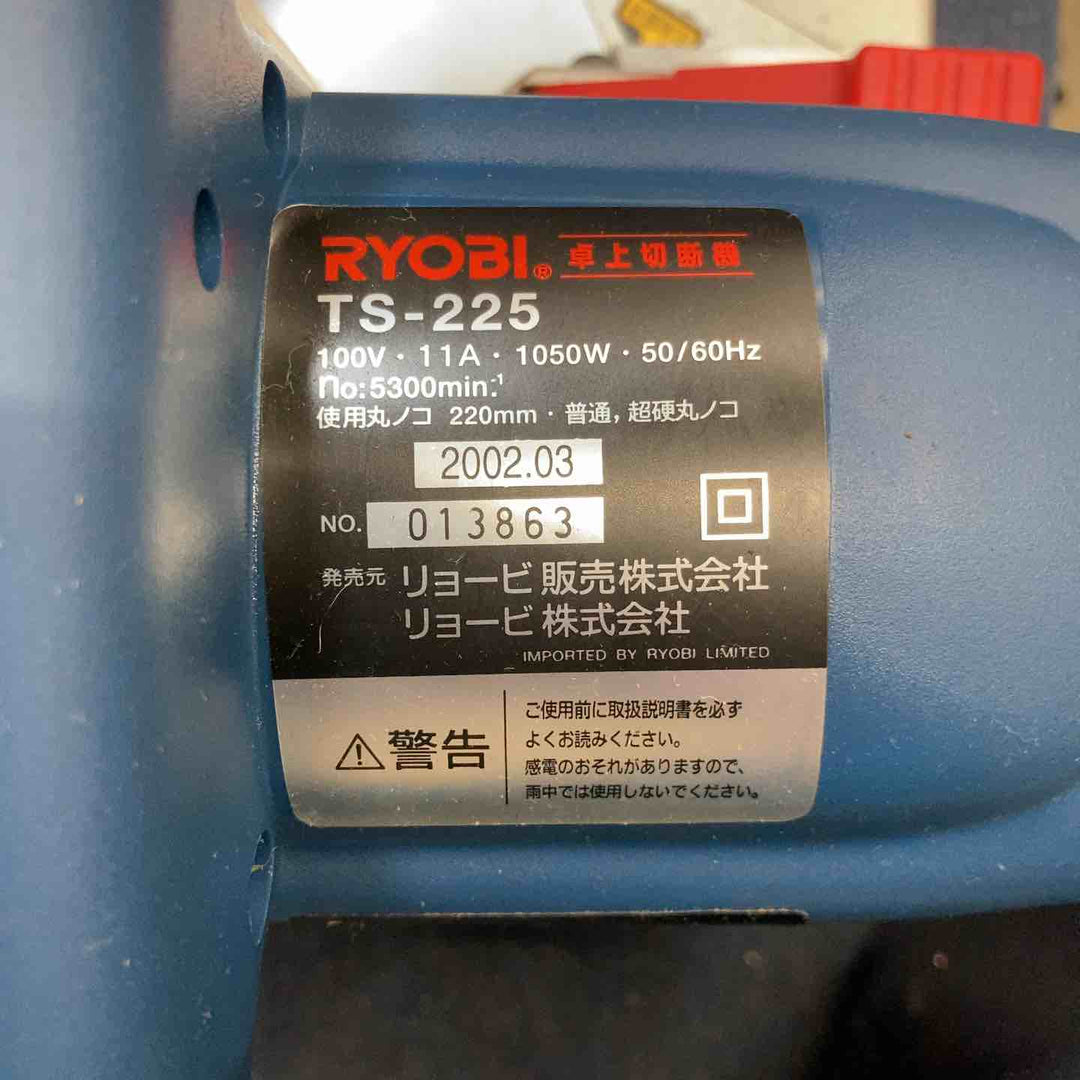 RYOBI® 卓上切断器
TS-225
100V・11A・1050W・50/60Hz
no:5300min.⁻¹
使用丸ノコ 220mm・普通,超硬丸ノコ
2002.03
NO. 013863
発売元 リョービ販売株式会社
リョービ株式会社
IMPORTED BY RYOBI LIMITED
⚠警告
ご使用前に取扱説明書を必ず
よくお読みください。
感電のおそれがありますので、
雨中では使用しないでください。